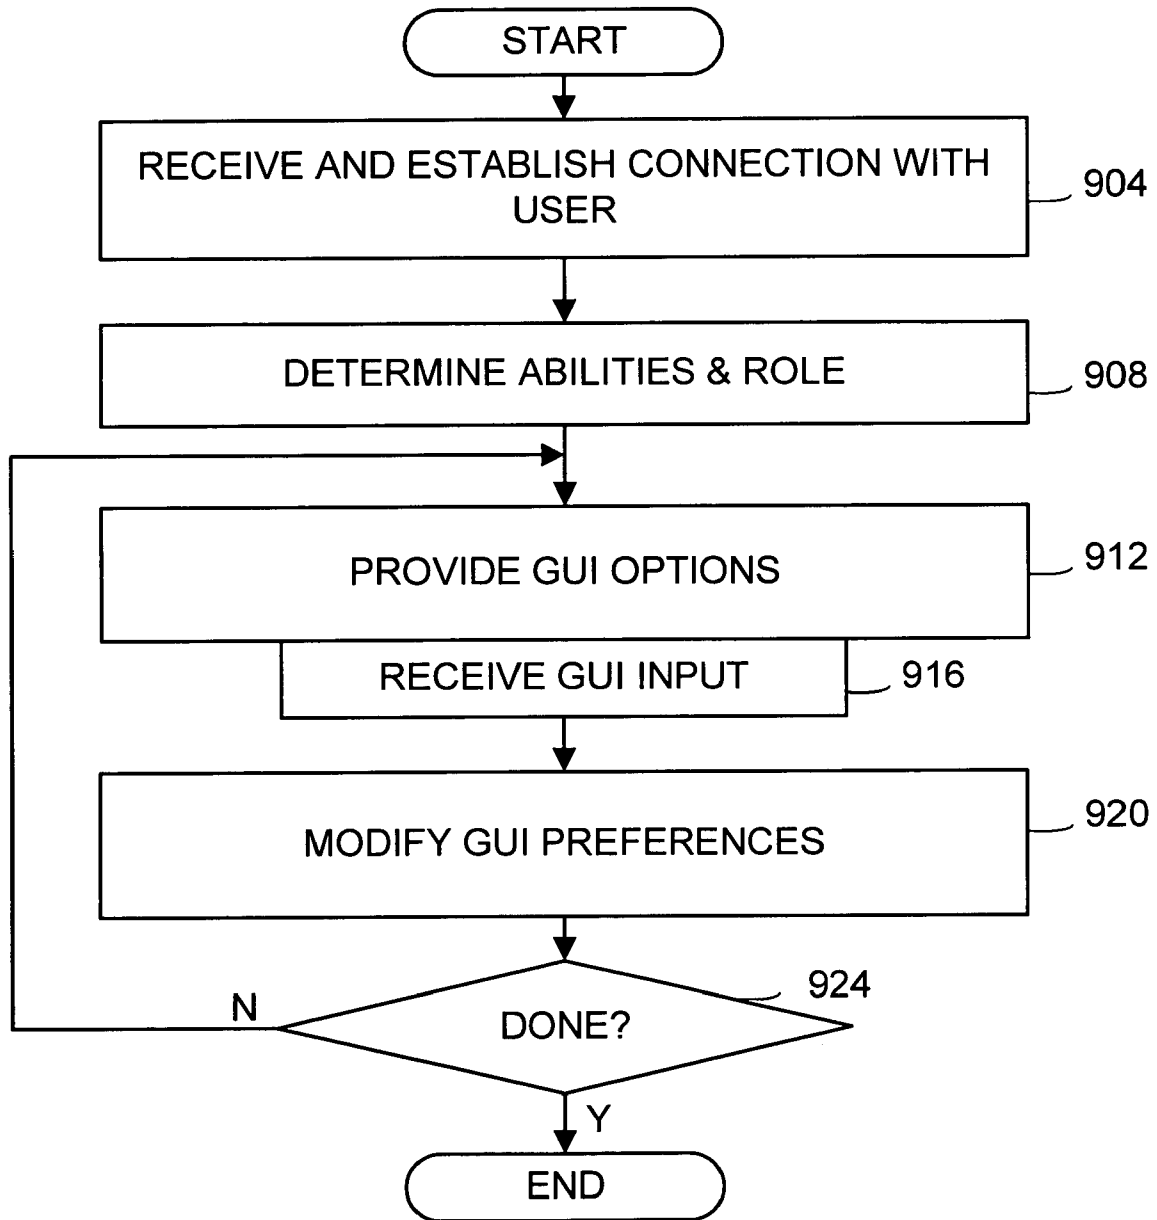 START
RECEIVE AND ESTABLISH CONNECTION WITH
USER
904
DETERMINE ABILITIES & ROLE
908
PROVIDE GUI OPTIONS
912
RECEIVE GUI INPUT
916
MODIFY GUI PREFERENCES
920
DONE?
924
N
Y
END